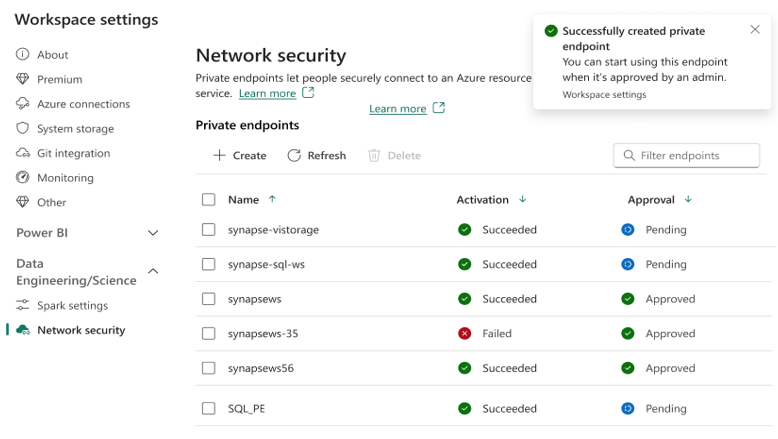 Workspace settings
About
Premium
Azure connections
System storage
Git integration
Monitoring
Other
Power BI
Data
Engineering/Science
Spark settings
Network security
Network security
Private endpoints let people securely connect to an Azure resource
service. Learn more
Learn more
Private endpoints
Create Refresh Delete
Filter endpoints
Name Activation Approval
synapse-vistorage Succeeded Pending
synapse-sql-ws Succeeded Pending
synapsews Succeeded Approved
synapsews-35 Failed Approved
synapsews56 Succeeded Approved
SQL_PE Succeeded Pending
Successfully created private
endpoint
You can start using this endpoint
when it's approved by an admin.
Workspace settings